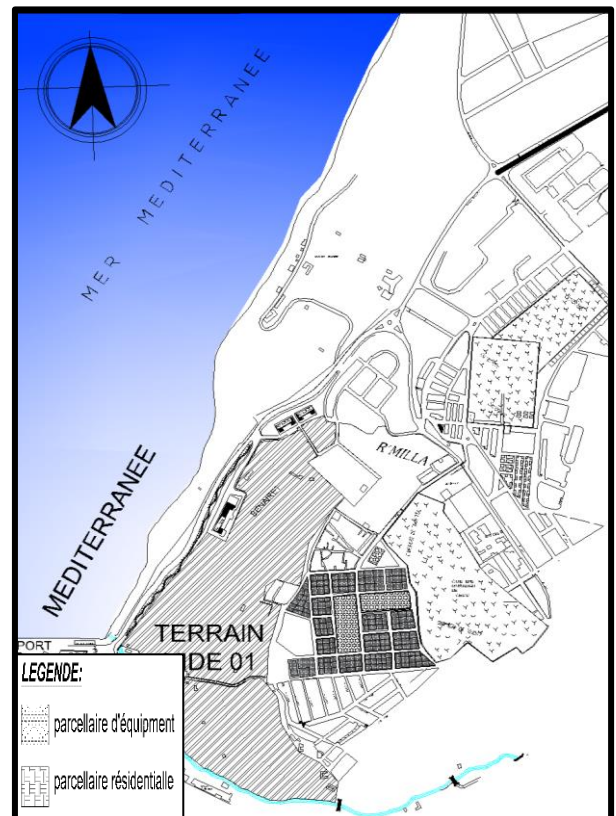 MER MEDITERRANEE
R'MILLA
MEDITERRANEE
TERRAIN
DE 01
PORT
LEGENDE:
parcellaire d'équipment
parcellaire résidentialle